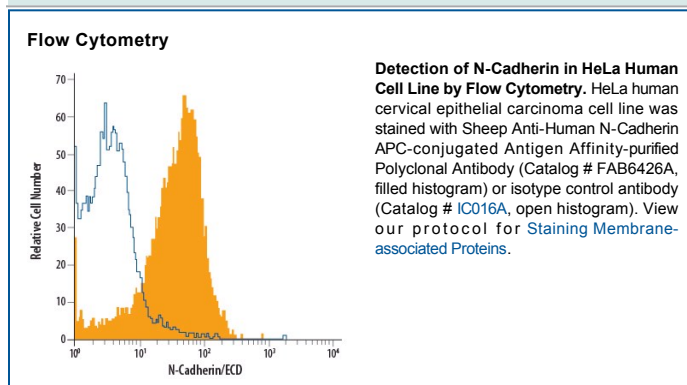 Flow Cytometry
Detection of N-Cadherin in HeLa Human
Cell Line by Flow Cytometry. HeLa human
cervical epithelial carcinoma cell line was
stained with Sheep Anti-Human N-Cadherin
APC-conjugated Antigen Affinity-purified
Polyclonal Antibody (Catalog # FAB6426A,
filled histogram) or isotype control antibody
(Catalog # IC016A, open histogram). View
our protocol for Staining Membrane-
associated Proteins.
Relative Cell Number
70
60
50
40
30
20
10
0
10⁰ 10¹ 10² 10³ 10⁴
N-Cadherin/ECD